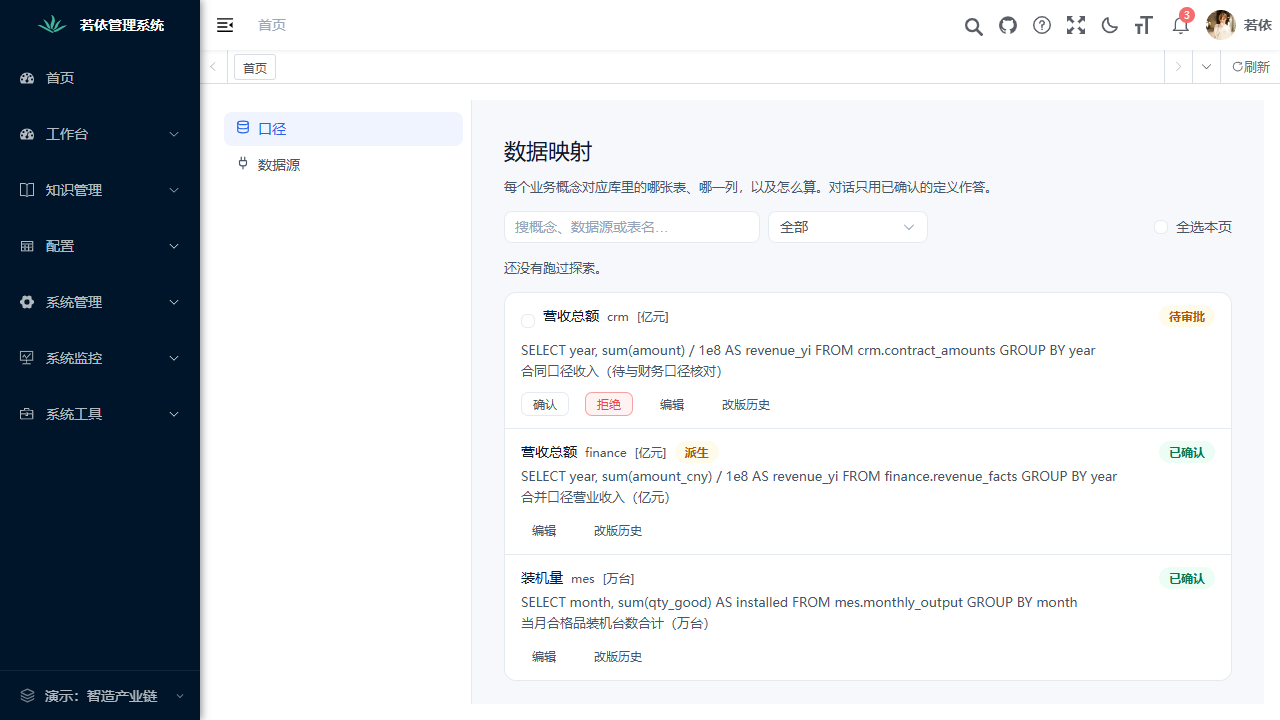 若依管理系统
首页
工作台
知识管理
配置
系统管理
系统监控
系统工具
演示：智造产业链
首页
3
若依
首页
刷新
口径
数据源
数据映射
每个业务概念对应库里的哪张表、哪一列，以及怎么算。对话只用已确认的定义作答。
搜概念、数据源或表名...
全部
全选本页
还没有跑过探索。
营收总额 crm [亿元] 待审批
SELECT year, sum(amount) / 1e8 AS revenue_yi FROM crm.contract_amounts GROUP BY year
合同口径收入（待与财务口径核对）
确认 拒绝 编辑 改版历史
营收总额 finance [亿元] 派生 已确认
SELECT year, sum(amount_cny) / 1e8 AS revenue_yi FROM finance.revenue_facts GROUP BY year
合并口径营业收入（亿元）
编辑 改版历史
装机量 mes [万台] 已确认
SELECT month, sum(qty_good) AS installed FROM mes.monthly_output GROUP BY month
当月合格品装机台数合计（万台）
编辑 改版历史